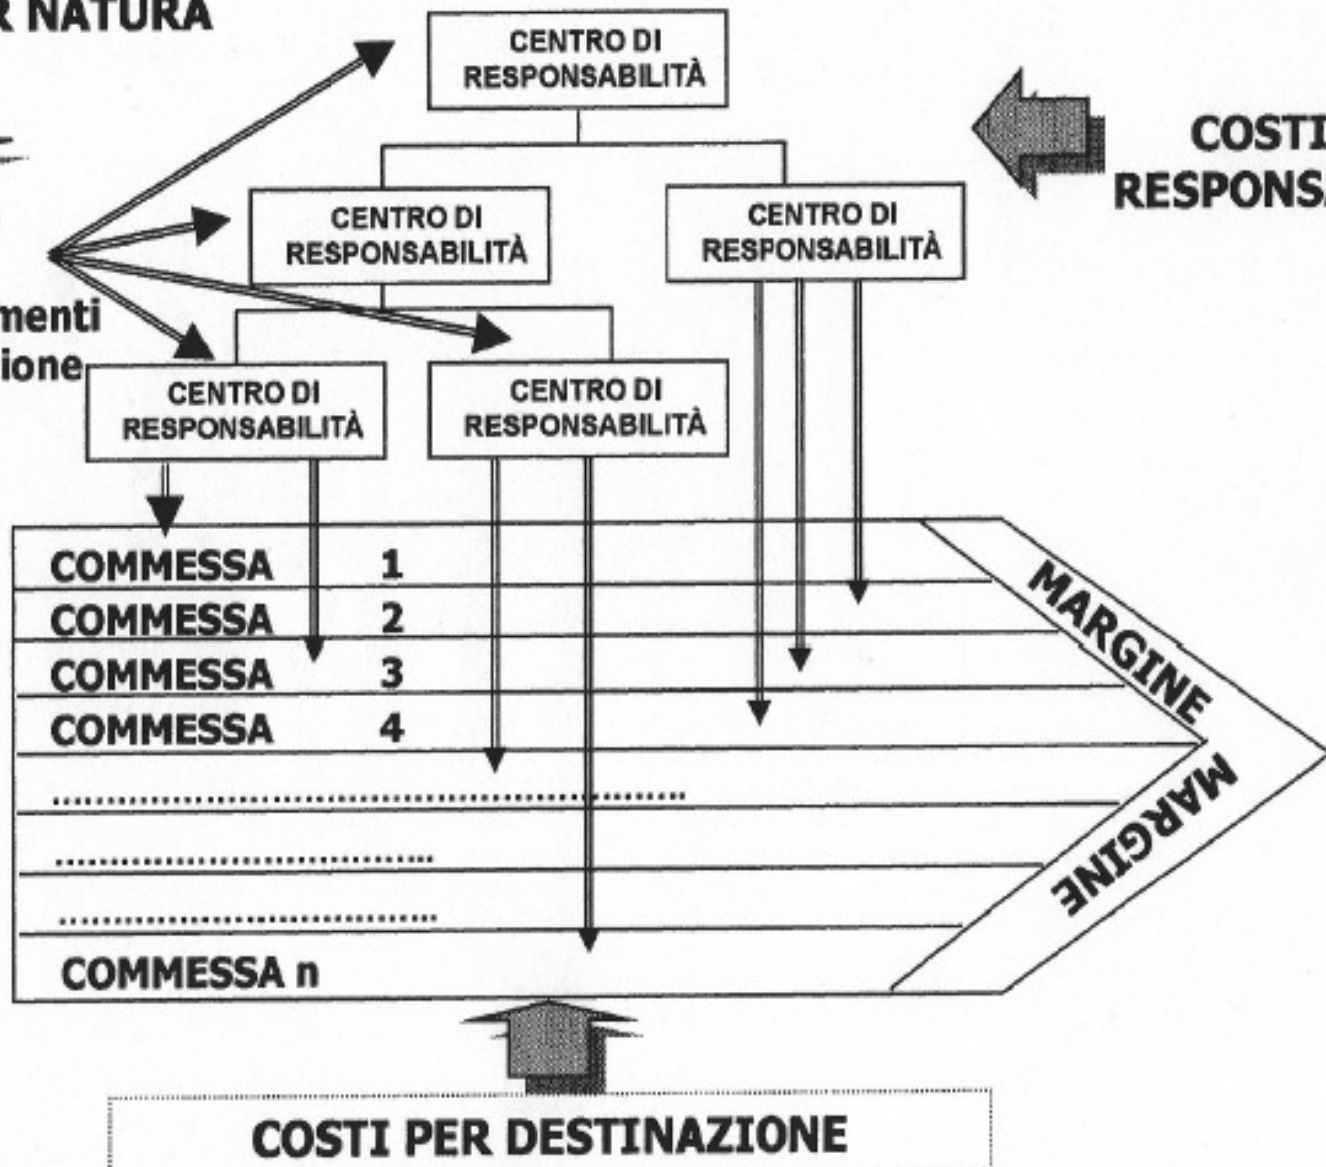 R NATURA
CENTRO DI
RESPONSABILITÀ
COSTI
RESPONSA
CENTRO DI
RESPONSABILITÀ
CENTRO DI
RESPONSABILITÀ
menti
ione
CENTRO DI
RESPONSABILITÀ
CENTRO DI
RESPONSABILITÀ
COMMESSA 1
COMMESSA 2
COMMESSA 3
COMMESSA 4
MARGINE
MARGINE
................................................
.............................
.............................
COMMESSA n
COSTI PER DESTINAZIONE